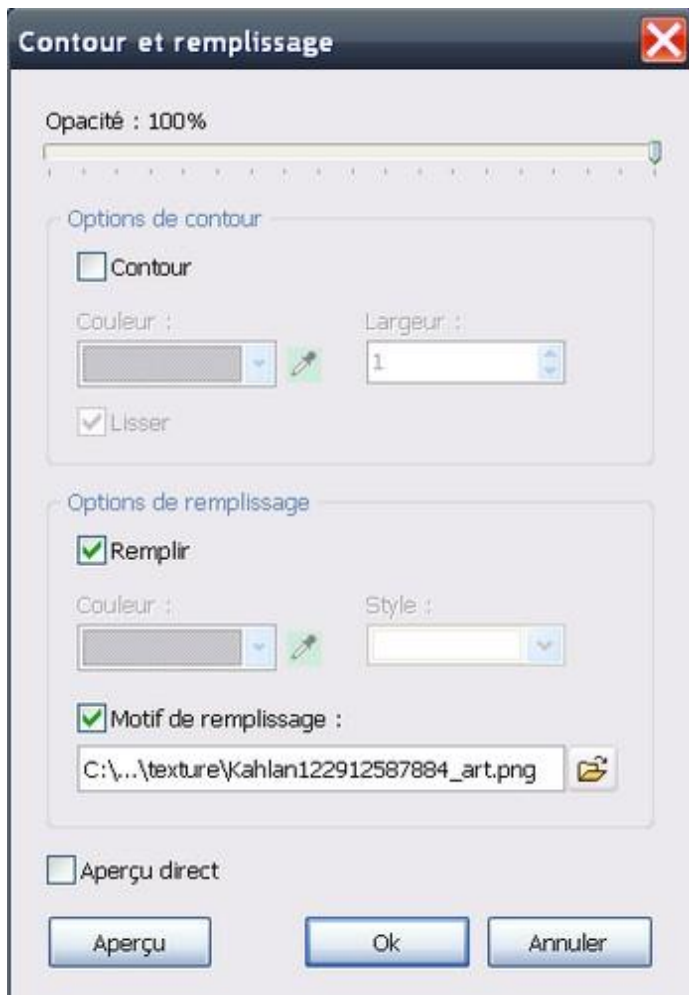 Contour et remplissage
Opacité : 100%
Options de contour
Contour
Couleur : Largeur :
1
Lisser
Options de remplissage
Remplir
Couleur : Style :
Motif de remplissage :
C:\...\texture\Kahlan122912587884_art.png
Aperçu direct
Aperçu Ok Annuler